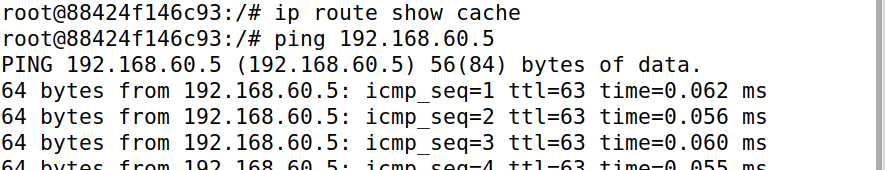 root@88424f146c93:/# ip route show cache
root@88424f146c93:/# ping 192.168.60.5
PING 192.168.60.5 (192.168.60.5) 56(84) bytes of data.
64 bytes from 192.168.60.5: icmp_seq=1 ttl=63 time=0.062 ms
64 bytes from 192.168.60.5: icmp_seq=2 ttl=63 time=0.056 ms
64 bytes from 192.168.60.5: icmp_seq=3 ttl=63 time=0.060 ms
64 bytes from 192.168.60.5: icmp_seq=4 ttl=63 time=0.055 ms